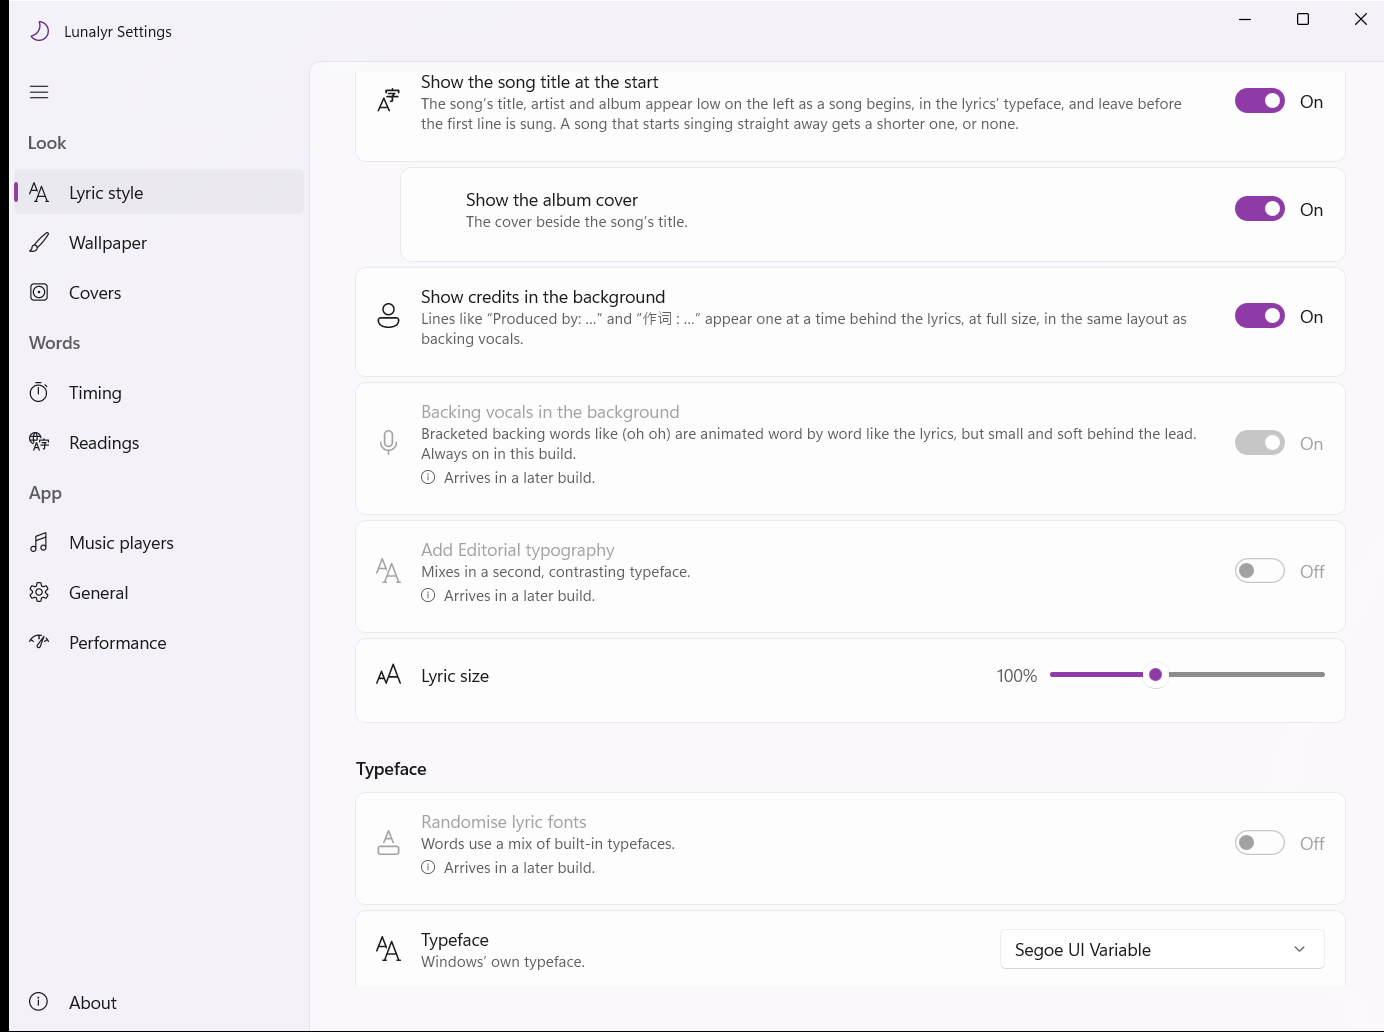 Lunalyr Settings
Look
Lyric style
Wallpaper
Covers
Words
Timing
Readings
App
Music players
General
Performance
About
Show the song title at the start
The song’s title, artist and album appear low on the left as a song begins, in the lyrics’ typeface, and leave before
the first line is sung. A song that starts singing straight away gets a shorter one, or none.
On
Show the album cover
The cover beside the song’s title.
On
Show credits in the background
Lines like “Produced by: …” and “作词 : …” appear one at a time behind the lyrics, at full size, in the same layout as
backing vocals.
On
Backing vocals in the background
Bracketed backing words like (oh oh) are animated word by word like the lyrics, but small and soft behind the lead.
Always on in this build.
Arrives in a later build.
On
Add Editorial typography
Mixes in a second, contrasting typeface.
Arrives in a later build.
Off
Lyric size
100%
Typeface
Randomise lyric fonts
Words use a mix of built-in typefaces.
Arrives in a later build.
Off
Typeface
Windows’ own typeface.
Segoe UI Variable